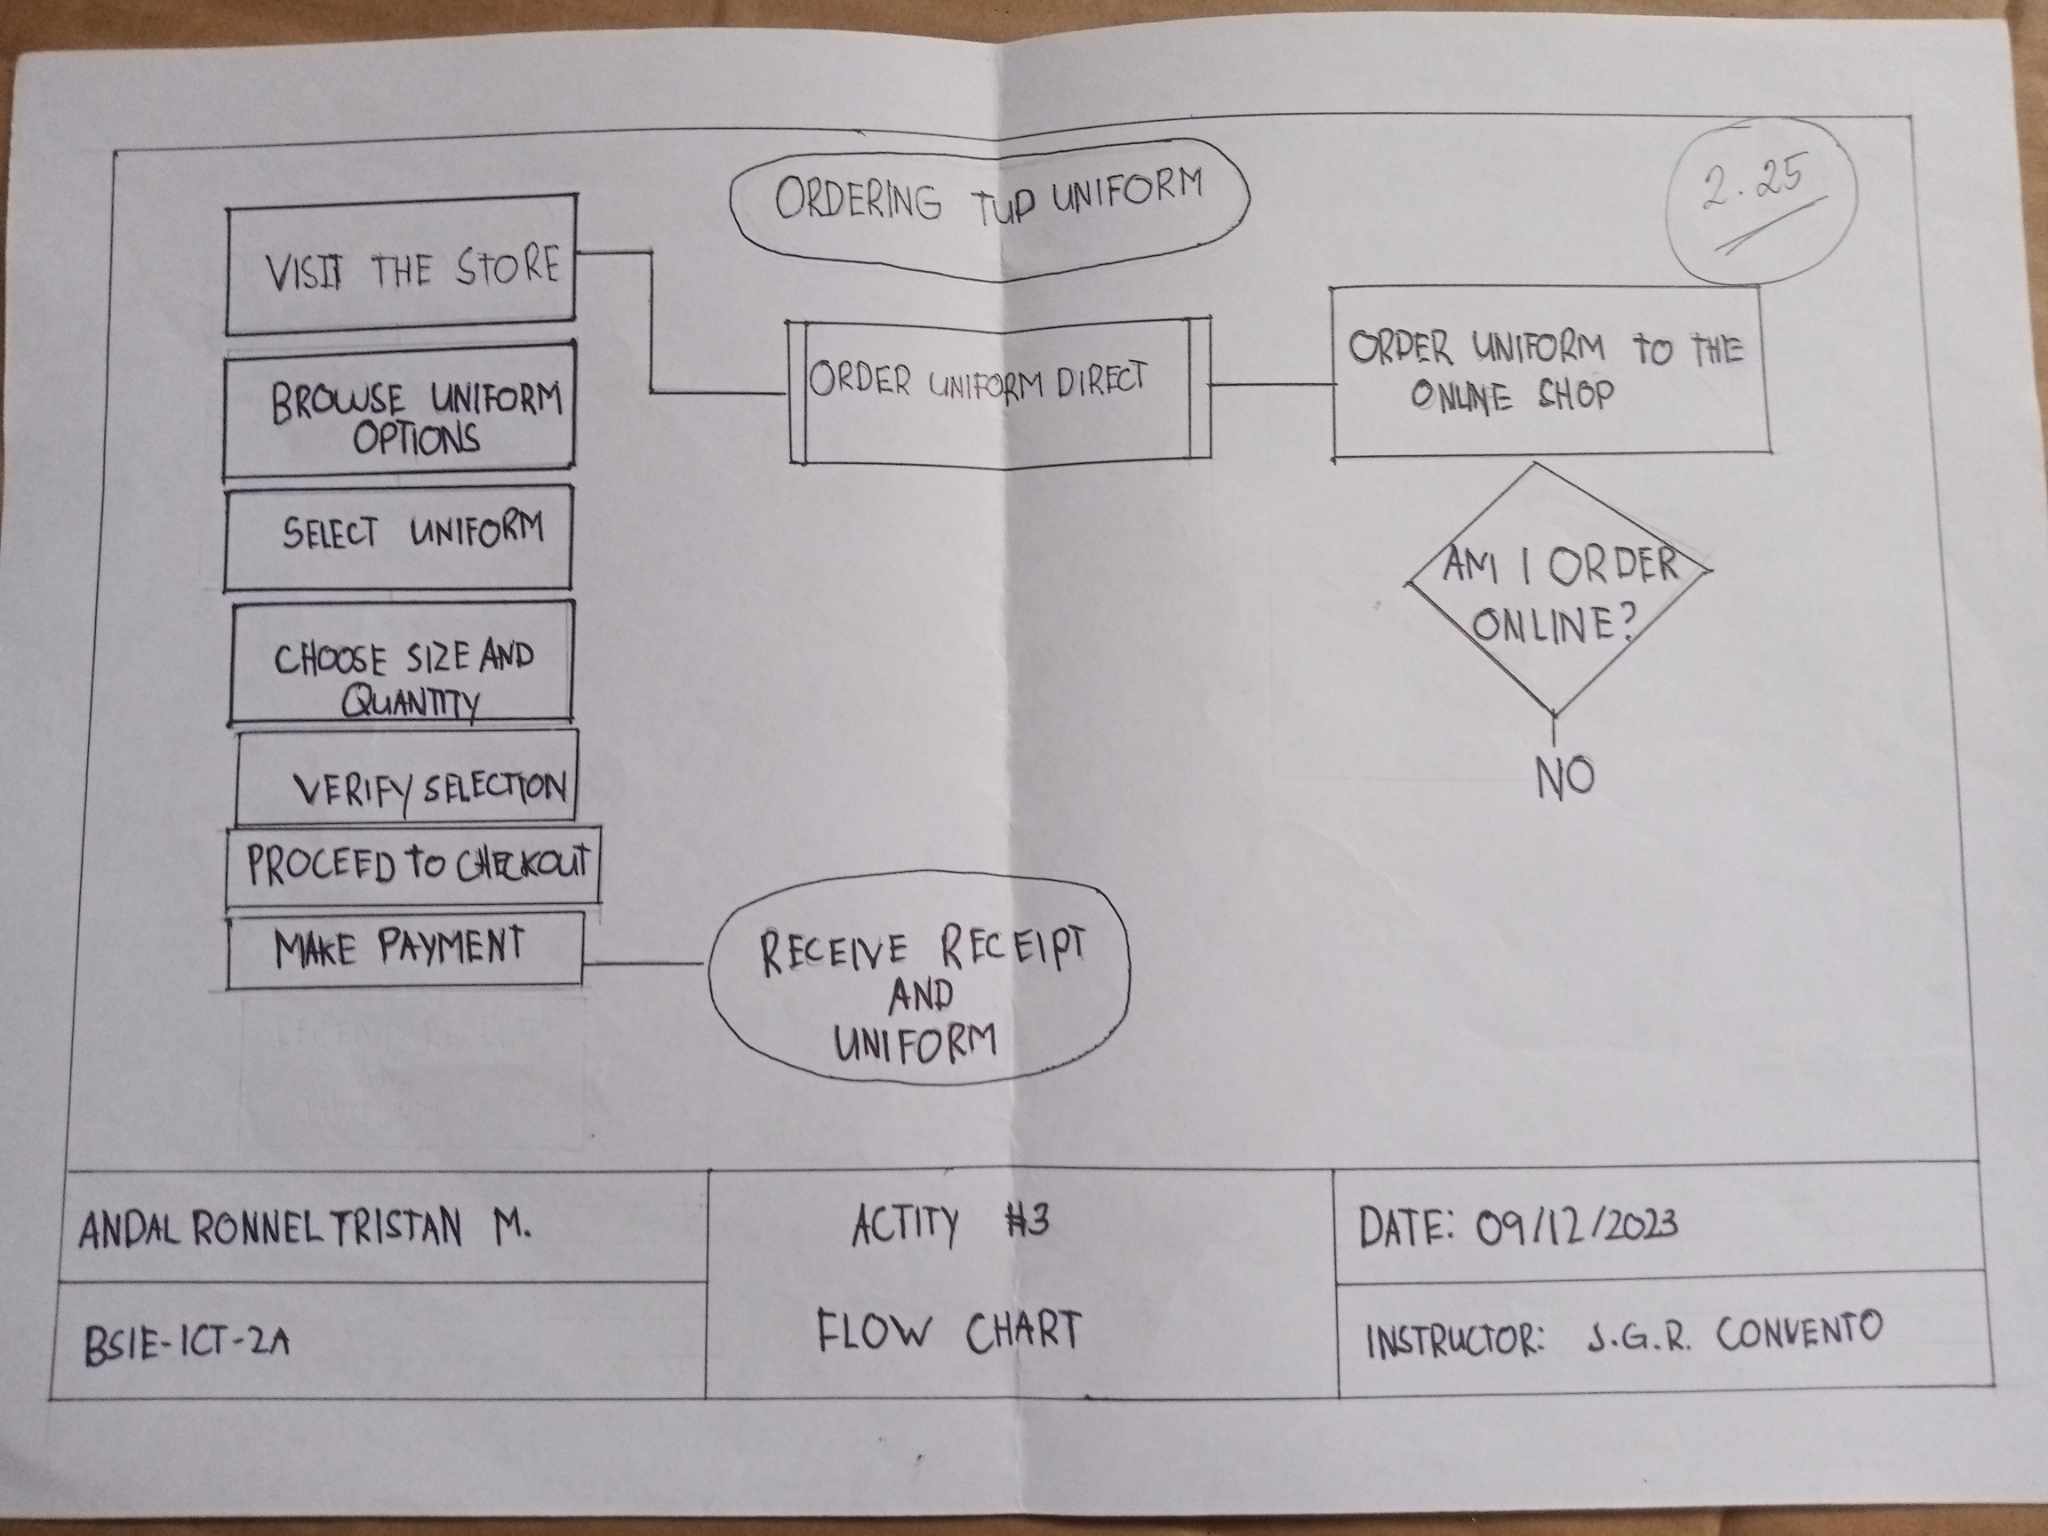 ORDERING TUP UNIFORM
2.25
VISIT THE STORE
BROWSE UNIFORM
OPTIONS
SELECT UNIFORM
CHOOSE SIZE AND
QUANTITY
VERIFY SELECTION
PROCEED TO CHECKOUT
MAKE PAYMENT
ORDER UNIFORM DIRECT
ORDER UNIFORM TO THE
ONLINE SHOP
AM I ORDER
ONLINE?
NO
RECEIVE RECEIPT
AND
UNIFORM
ANDAL RONNEL TRISTAN M.
BSIE-ICT-2A
ACTITY #3
FLOW CHART
DATE: 09/12/2023
INSTRUCTOR: J.G.R. CONVENTO